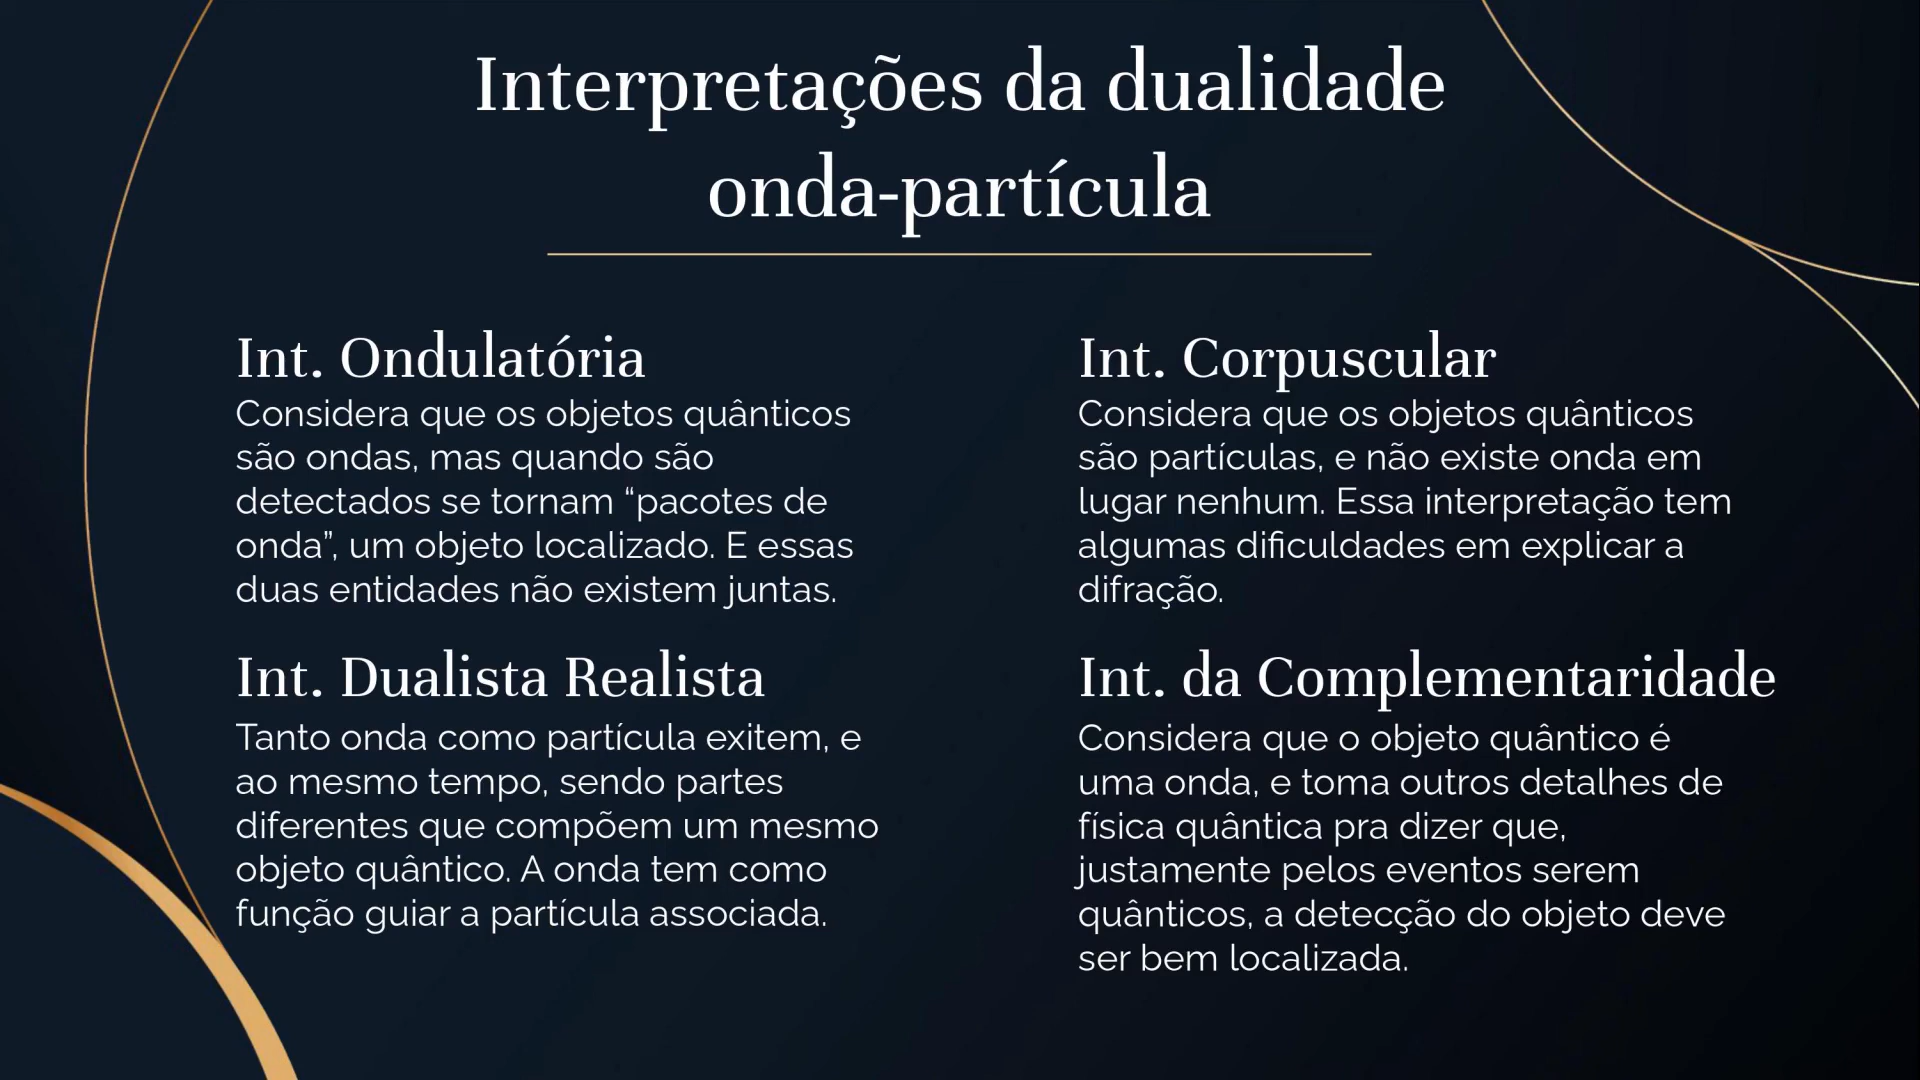 Interpretações da dualidade
onda-partícula
Int. Ondulatória
Considera que os objetos quânticos
são ondas, mas quando são
detectados se tornam “pacotes de
onda”, um objeto localizado. E essas
duas entidades não existem juntas.
Int. Corpuscular
Considera que os objetos quânticos
são partículas, e não existe onda em
lugar nenhum. Essa interpretação tem
algumas dificuldades em explicar a
difração.
Int. Dualista Realista
Tanto onda como partícula exitem, e
ao mesmo tempo, sendo partes
diferentes que compõem um mesmo
objeto quântico. A onda tem como
função guiar a partícula associada.
Int. da Complementaridade
Considera que o objeto quântico é
uma onda, e toma outros detalhes de
física quântica pra dizer que,
justamente pelos eventos serem
quânticos, a detecção do objeto deve
ser bem localizada.